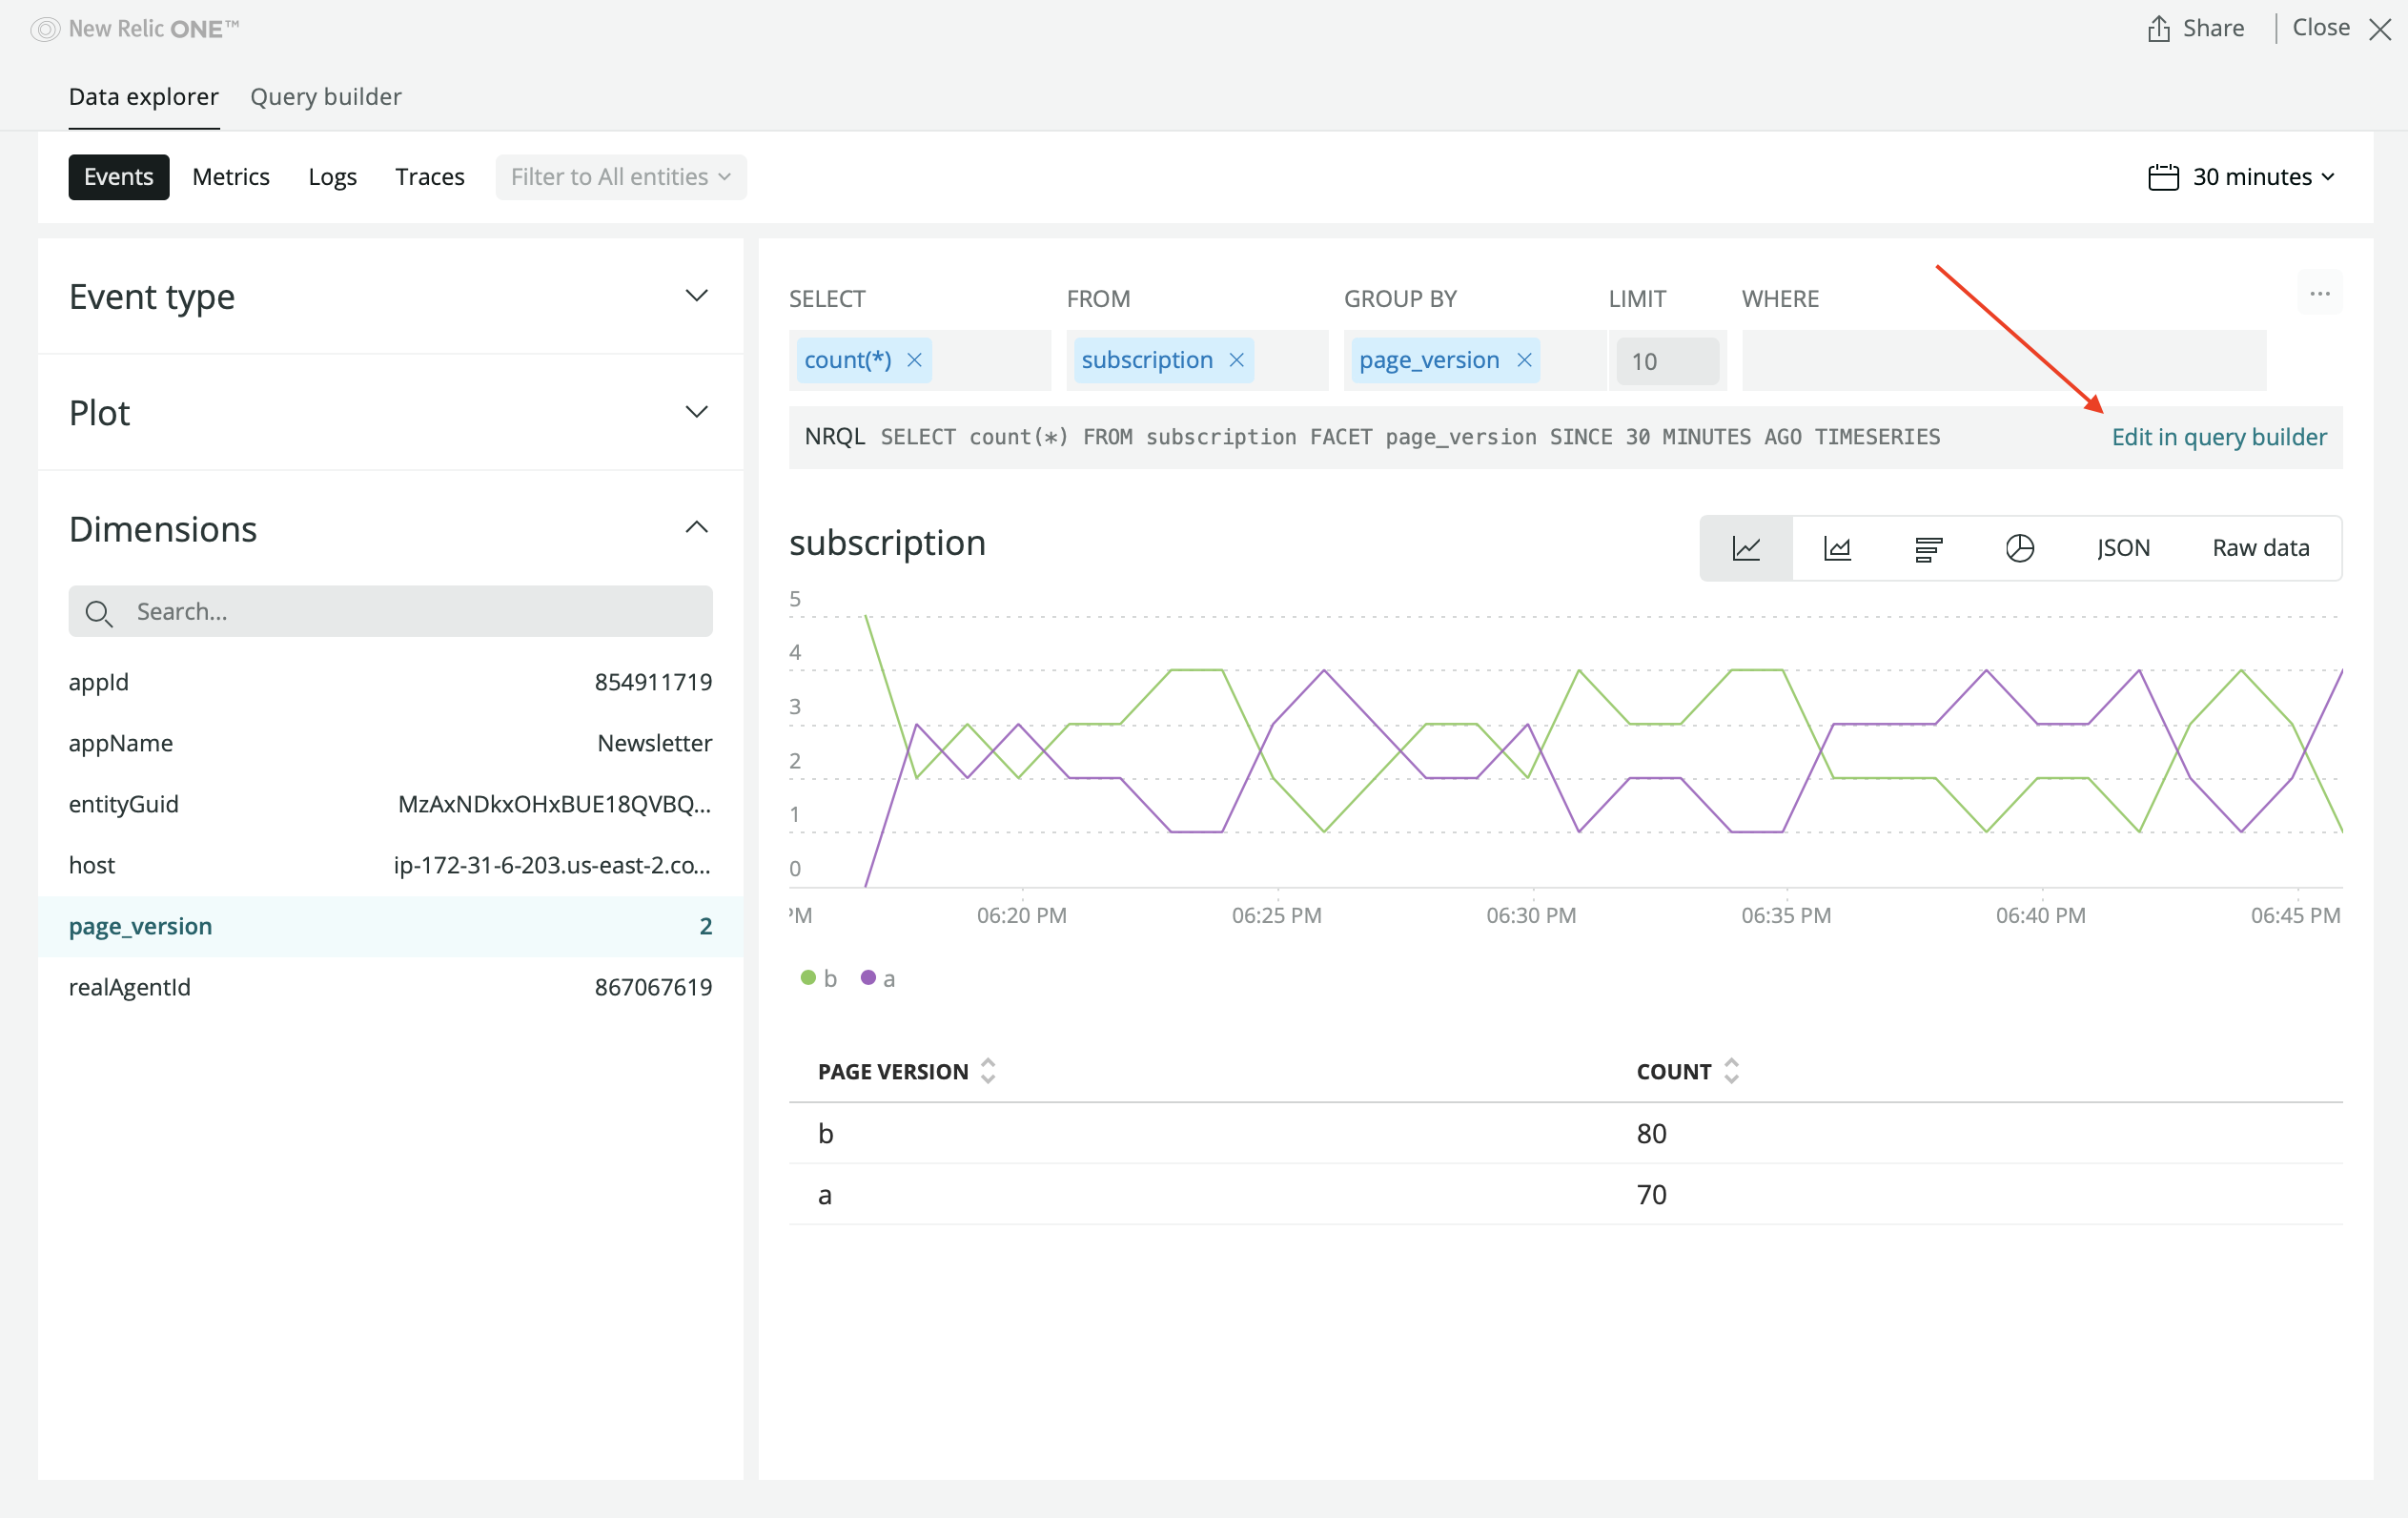 New Relic ONE™
Share
Close
Data explorer
Query builder
Events
Metrics
Logs
Traces
Filter to All entities
30 minutes
Event type
Plot
Dimensions
Search...
appId 854911719
appName Newsletter
entityGuid MzAxNDkxOHxBUE18QVBQ...
host ip-172-31-6-203.us-east-2.co...
page_version 2
realAgentId 867067619
SELECT FROM GROUP BY LIMIT WHERE
count(*) subscription page_version 10
NRQL SELECT count(*) FROM subscription FACET page_version SINCE 30 MINUTES AGO TIMESERIES Edit in query builder
subscription
JSON Raw data
5
4
3
2
1
0
PM 06:20 PM 06:25 PM 06:30 PM 06:35 PM 06:40 PM 06:45 PM
b a
PAGE VERSION COUNT
b 80
a 70